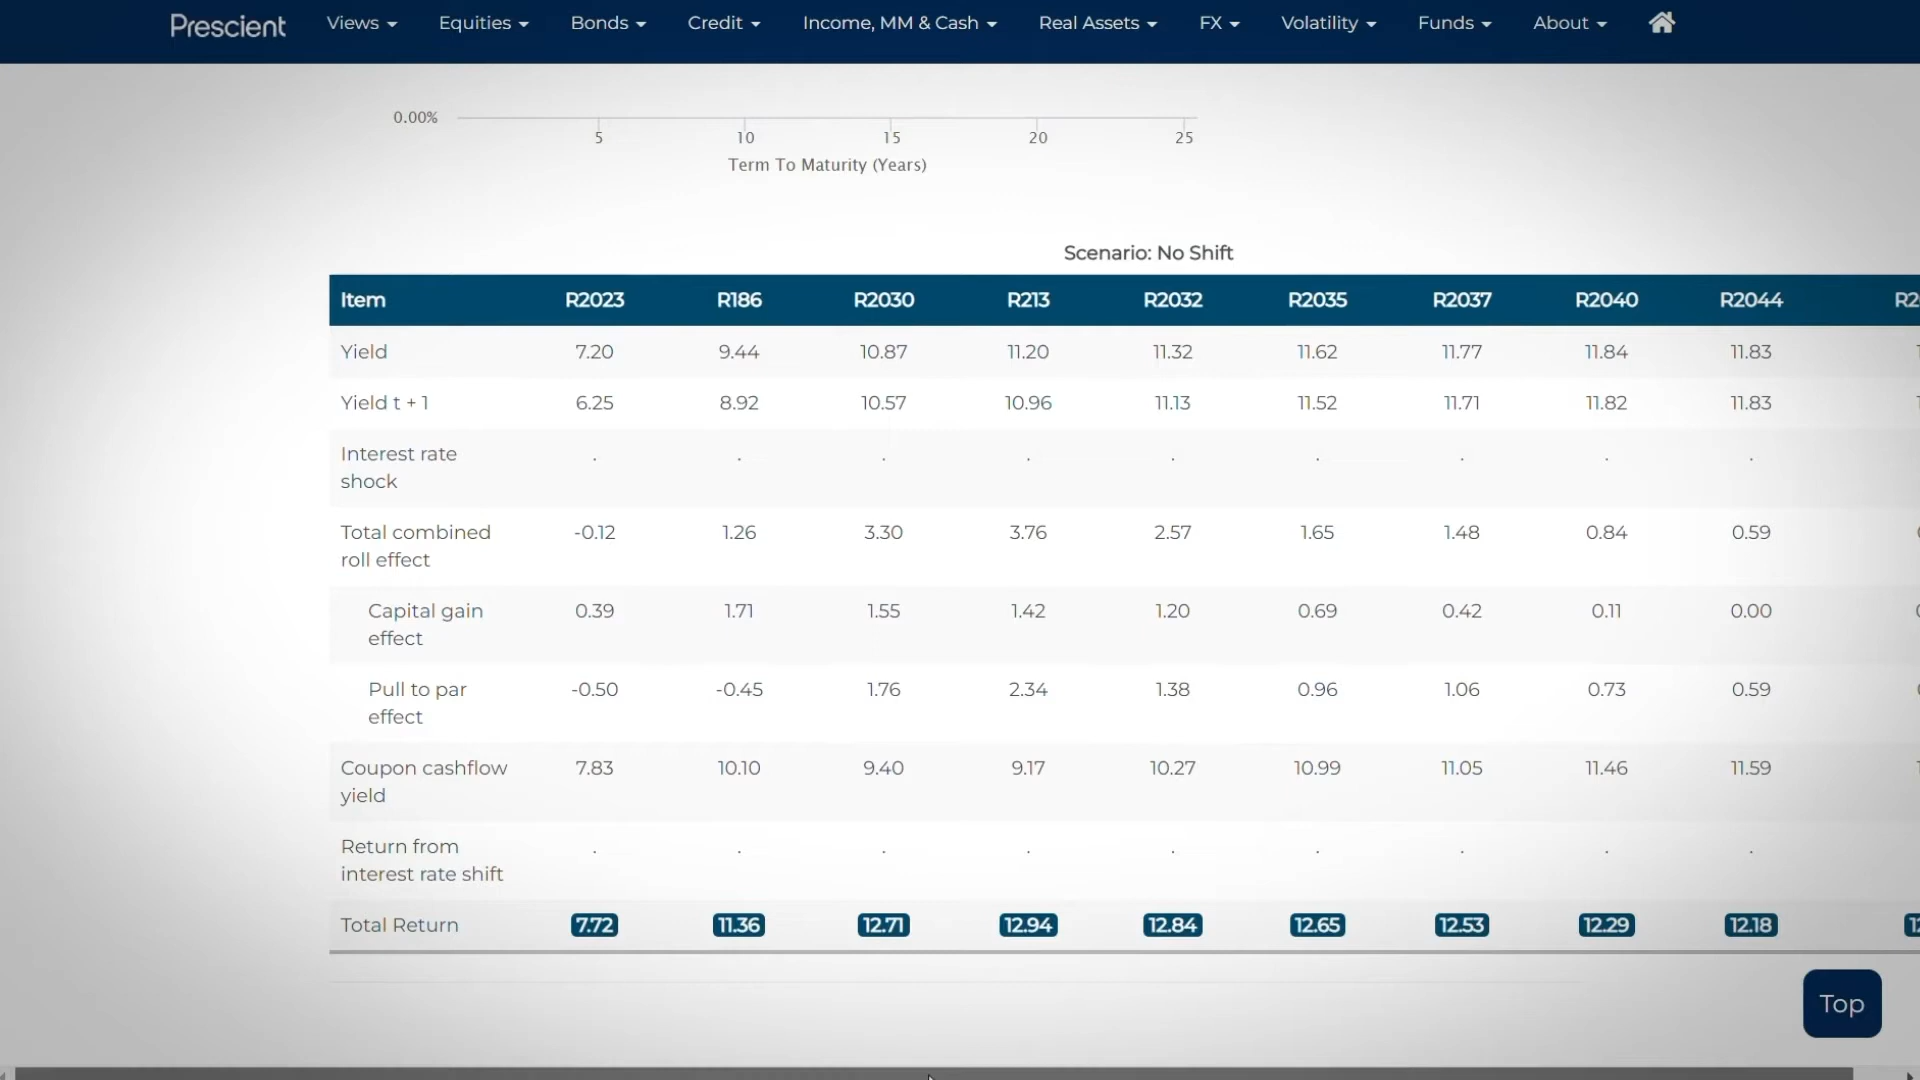 Prescient Views Equities Bonds Credit Income, MM & Cash Real Assets FX Volatility Funds About
0.00%
5 10 15 20 25
Term To Maturity (Years)
Scenario: No Shift
Item R2023 R186 R2030 R213 R2032 R2035 R2037 R2040 R2044
Yield 7.20 9.44 10.87 11.20 11.32 11.62 11.77 11.84 11.83
Yield t + 1 6.25 8.92 10.57 10.96 11.13 11.52 11.71 11.82 11.83
Interest rate . . . . . . . . .
shock
Total combined -0.12 1.26 3.30 3.76 2.57 1.65 1.48 0.84 0.59
roll effect
Capital gain 0.39 1.71 1.55 1.42 1.20 0.69 0.42 0.11 0.00
effect
Pull to par -0.50 -0.45 1.76 2.34 1.38 0.96 1.06 0.73 0.59
effect
Coupon cashflow 7.83 10.10 9.40 9.17 10.27 10.99 11.05 11.46 11.59
yield
Return from . . . . . . . . .
interest rate shift
Total Return 7.72 11.36 12.71 12.94 12.84 12.65 12.53 12.29 12.18
Top